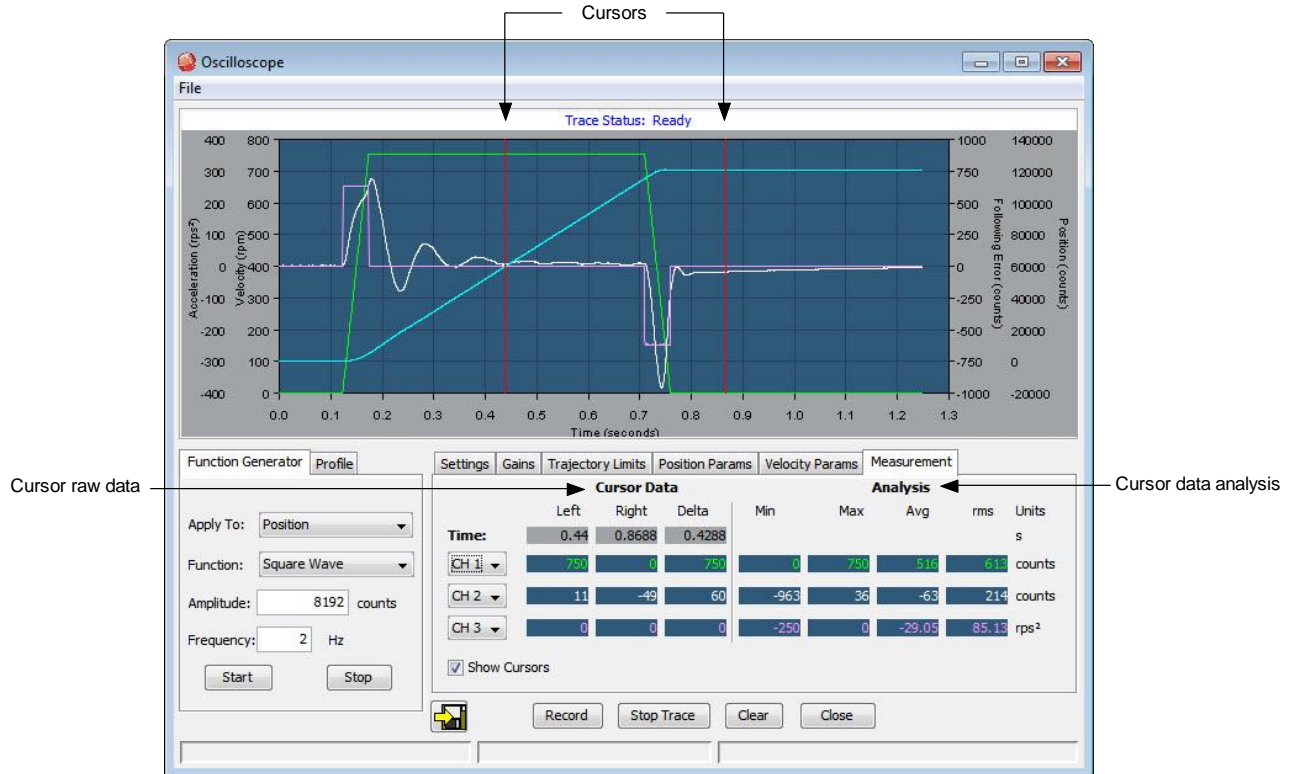 Cursors
Oscilloscope
File
Trace Status: Ready
400 800 1000 140000
300 700 750 120000
200 600 500 100000
100 500 250 80000
0 400 0 60000
-100 300 -250 40000
-200 200 -500 20000
-300 100 -750 0
-400 0 -1000 -20000
Acceleration (rps²)
Velocity (rpm)
Following Error (counts)
Position (counts)
0.0 0.1 0.2 0.3 0.4 0.5 0.6 0.7 0.8 0.9 1.0 1.1 1.2 1.3
Time (seconds)
Function Generator Profile
Apply To: Position
Function: Square Wave
Amplitude: 8192 counts
Frequency: 2 Hz
Start Stop
Settings Gains Trajectory Limits Position Params Velocity Params Measurement
Cursor raw data
Cursor Data Analysis
Cursor data analysis
Left Right Delta Min Max Avg rms Units
Time: 0.44 0.8688 0.4288 s
CH 1 750 0 750 0 750 516 613 counts
CH 2 11 -49 60 -963 36 -63 214 counts
CH 3 0 0 0 -250 0 -29.05 85.13 rps²
Show Cursors
Record Stop Trace Clear Close